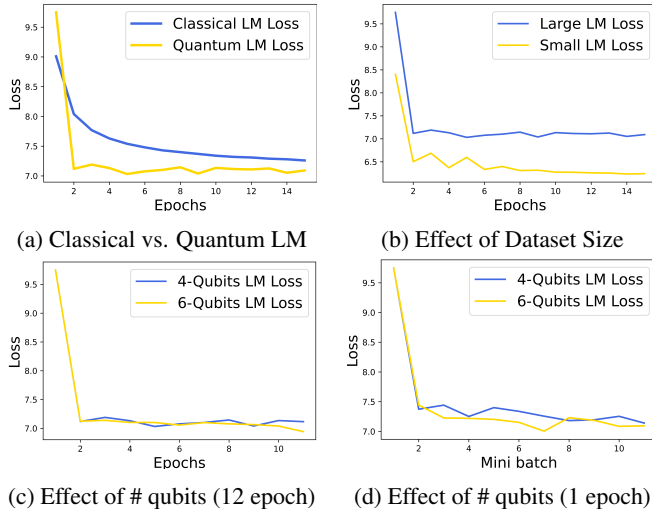 Classical LM Loss
Quantum LM Loss
Loss
9.5
9.0
8.5
8.0
7.5
7.0
2 4 6 8 10 12 14
Epochs
(a) Classical vs. Quantum LM
Large LM Loss
Small LM Loss
Loss
9.5
9.0
8.5
8.0
7.5
7.0
6.5
2 4 6 8 10 12 14
Epochs
(b) Effect of Dataset Size
4-Qubits LM Loss
6-Qubits LM Loss
Loss
9.5
9.0
8.5
8.0
7.5
7.0
2 4 6 8 10
Epochs
(c) Effect of # qubits (12 epoch)
4-Qubits LM Loss
6-Qubits LM Loss
Loss
9.5
9.0
8.5
8.0
7.5
7.0
2 4 6 8 10
Mini batch
(d) Effect of # qubits (1 epoch)